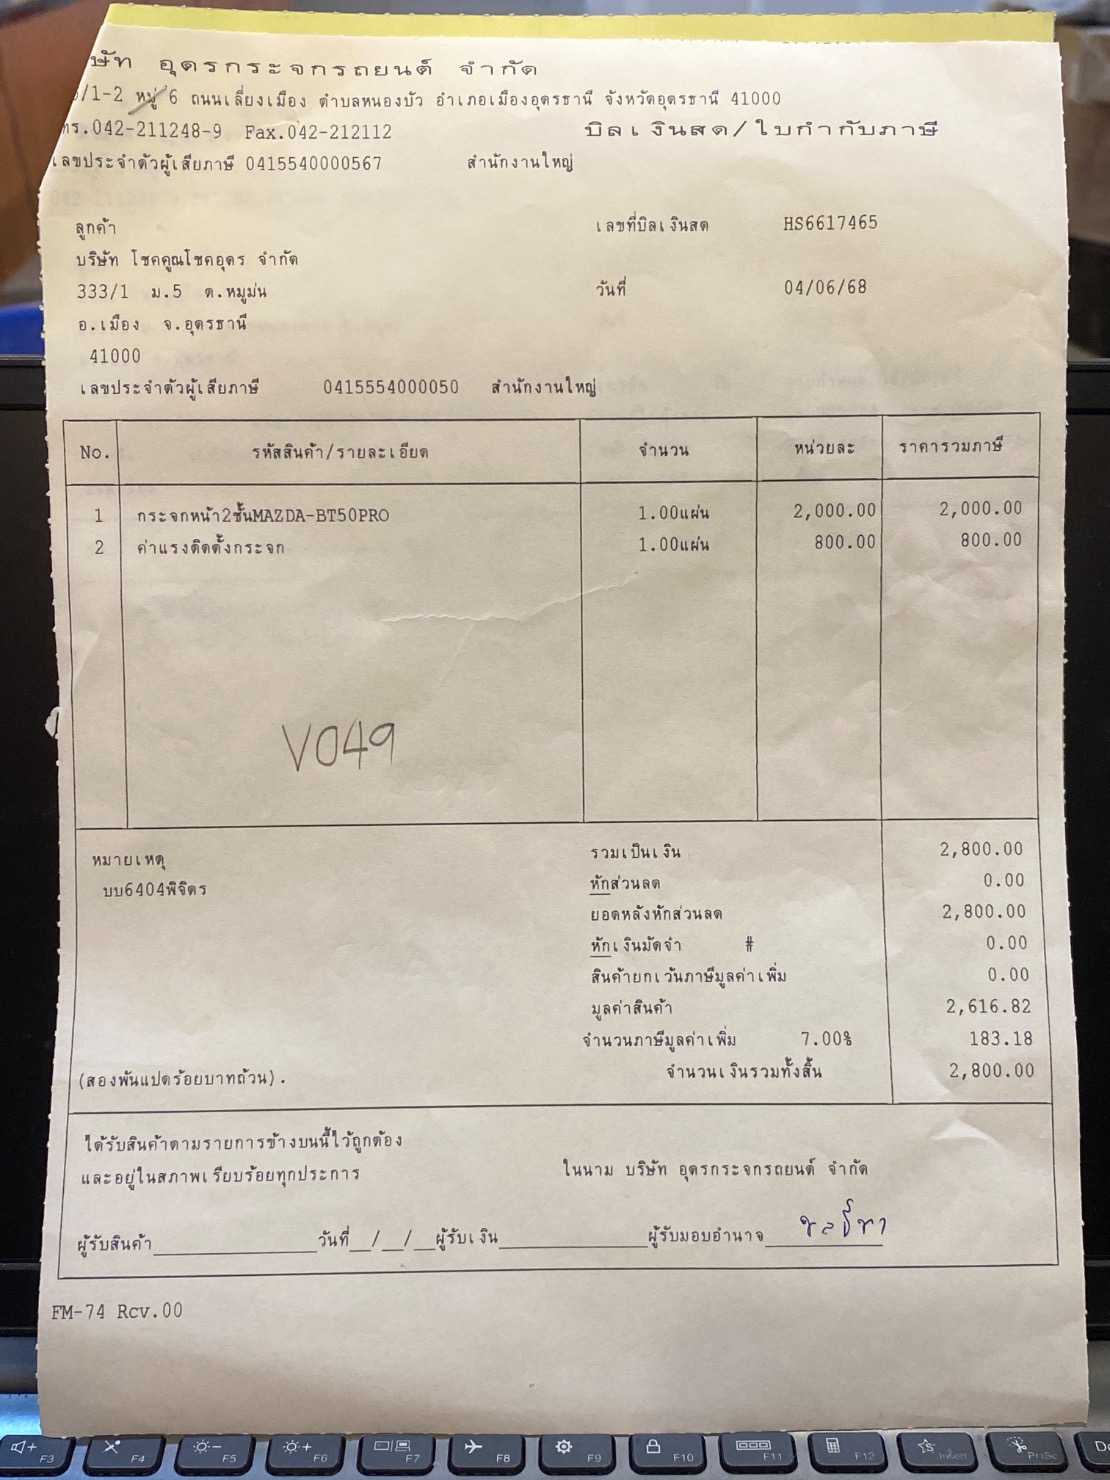 ษัท อุดรกระจกรถยนต์ จำกัด
/1-2 หมู่ 6 ถนนเลี่ยงเมือง ตำบลหนองบัว อำเภอเมืองอุดรธานี จังหวัดอุดรธานี 41000
ทร.042-211248-9 Fax.042-212112 บิลเงินสด/ใบกำกับภาษี
เลขประจำตัวผู้เสียภาษี 0415540000567 สำนักงานใหญ่
ลูกค้า เลขที่บิลเงินสด HS6617465
บริษัท โชคคูณโชคอุดร จำกัด
333/1 ม.5 ต.หมูม่น วันที่ 04/06/68
อ.เมือง จ.อุดรธานี
41000
เลขประจำตัวผู้เสียภาษี 0415554000050 สำนักงานใหญ่
No. รหัสสินค้า/รายละเอียด จำนวน หน่วยละ ราคารวมภาษี
1 กระจกหน้า2ชั้นMAZDA-BT50PRO 1.00แผ่น 2,000.00 2,000.00
2 ค่าแรงติดตั้งกระจก 1.00แผ่น 800.00 800.00
V049
หมายเหตุ รวมเป็นเงิน 2,800.00
บบ6404พิจิตร หักส่วนลด 0.00
ยอดหลังหักส่วนลด 2,800.00
หักเงินมัดจำ # 0.00
สินค้ายกเว้นภาษีมูลค่าเพิ่ม 0.00
มูลค่าสินค้า 2,616.82
จำนวนภาษีมูลค่าเพิ่ม 7.00% 183.18
(สองพันแปดร้อยบาทถ้วน). จำนวนเงินรวมทั้งสิ้น 2,800.00
ได้รับสินค้าตามรายการข้างบนนี้ไว้ถูกต้อง
และอยู่ในสภาพเรียบร้อยทุกประการ ในนาม บริษัท อุดรกระจกรถยนต์ จำกัด
ผู้รับสินค้า วันที่__/__/__ผู้รับเงิน ผู้รับมอบอำนาจ
FM-74 Rcv.00
F3 F4 F5 F6 F7 F8 F9 F10 F11 F12 Insert PrtSc